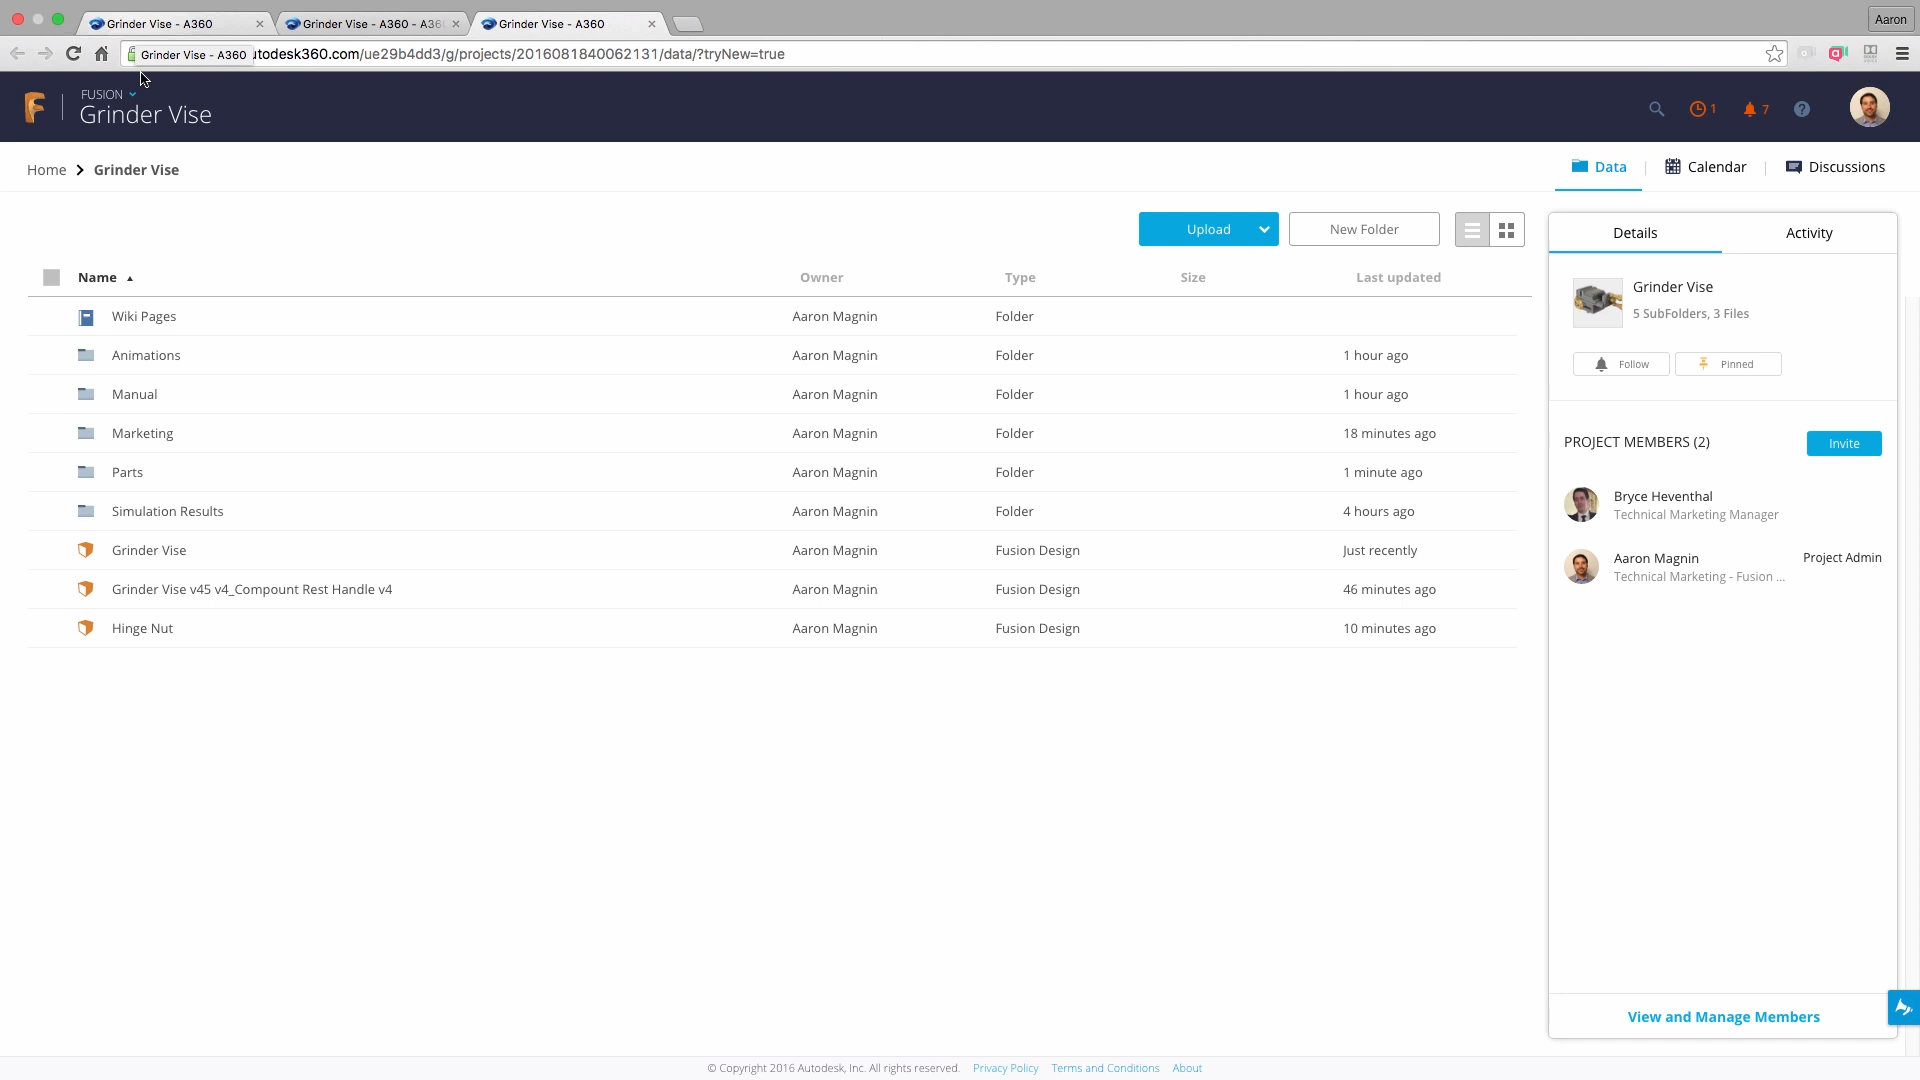 Grinder Vise - A360
Grinder Vise - A360 - A36
Grinder Vise - A360
Aaron
Grinder Vise - A360
utodesk360.com/ue29b4dd3/g/projects/2016081840062131/data/?tryNew=true
FUSION
Grinder Vise
1
7
Home Grinder Vise
Data
Calendar
Discussions
Upload
New Folder
Name Owner Type Size Last updated
Wiki Pages Aaron Magnin Folder
Animations Aaron Magnin Folder 1 hour ago
Manual Aaron Magnin Folder 1 hour ago
Marketing Aaron Magnin Folder 18 minutes ago
Parts Aaron Magnin Folder 1 minute ago
Simulation Results Aaron Magnin Folder 4 hours ago
Grinder Vise Aaron Magnin Fusion Design Just recently
Grinder Vise v45 v4_Compount Rest Handle v4 Aaron Magnin Fusion Design 46 minutes ago
Hinge Nut Aaron Magnin Fusion Design 10 minutes ago
Details Activity
Grinder Vise
5 SubFolders, 3 Files
Follow Pinned
PROJECT MEMBERS (2) Invite
Bryce Heventhal
Technical Marketing Manager
Aaron Magnin Project Admin
Technical Marketing - Fusion ...
View and Manage Members
© Copyright 2016 Autodesk, Inc. All rights reserved. Privacy Policy Terms and Conditions About